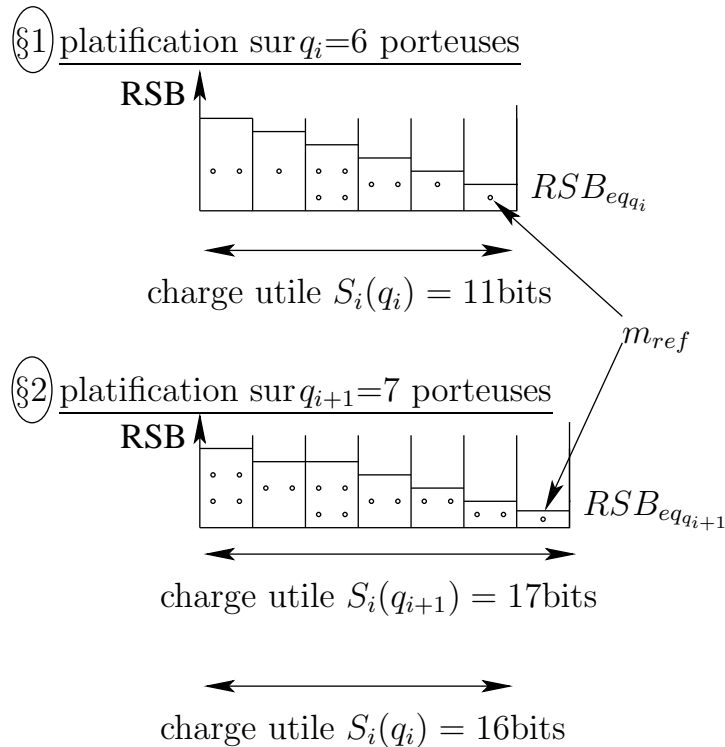 §1 platification sur q_i=6 porteuses
RSB
RSB_{eq_{q_i}}
charge utile S_i(q_i) = 11bits
m_{ref}
§2 platification sur q_{i+1}=7 porteuses
RSB
RSB_{eq_{q_{i+1}}}
charge utile S_i(q_{i+1}) = 17bits
charge utile S_i(q_i) = 16bits